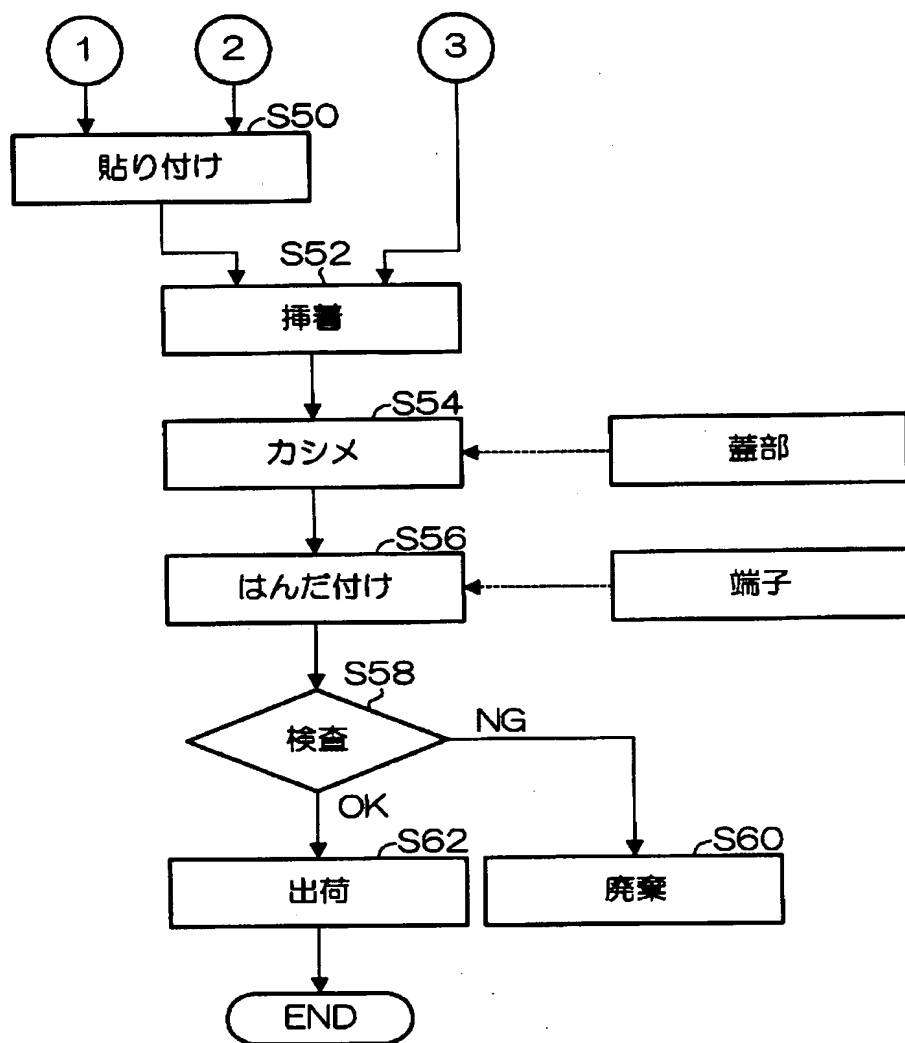 1
2
3
S50
貼り付け
S52
挿着
S54
カシメ
蓋部
S56
はんだ付け
端子
S58
検査
NG
OK
S62
出荷
S60
廃棄
END